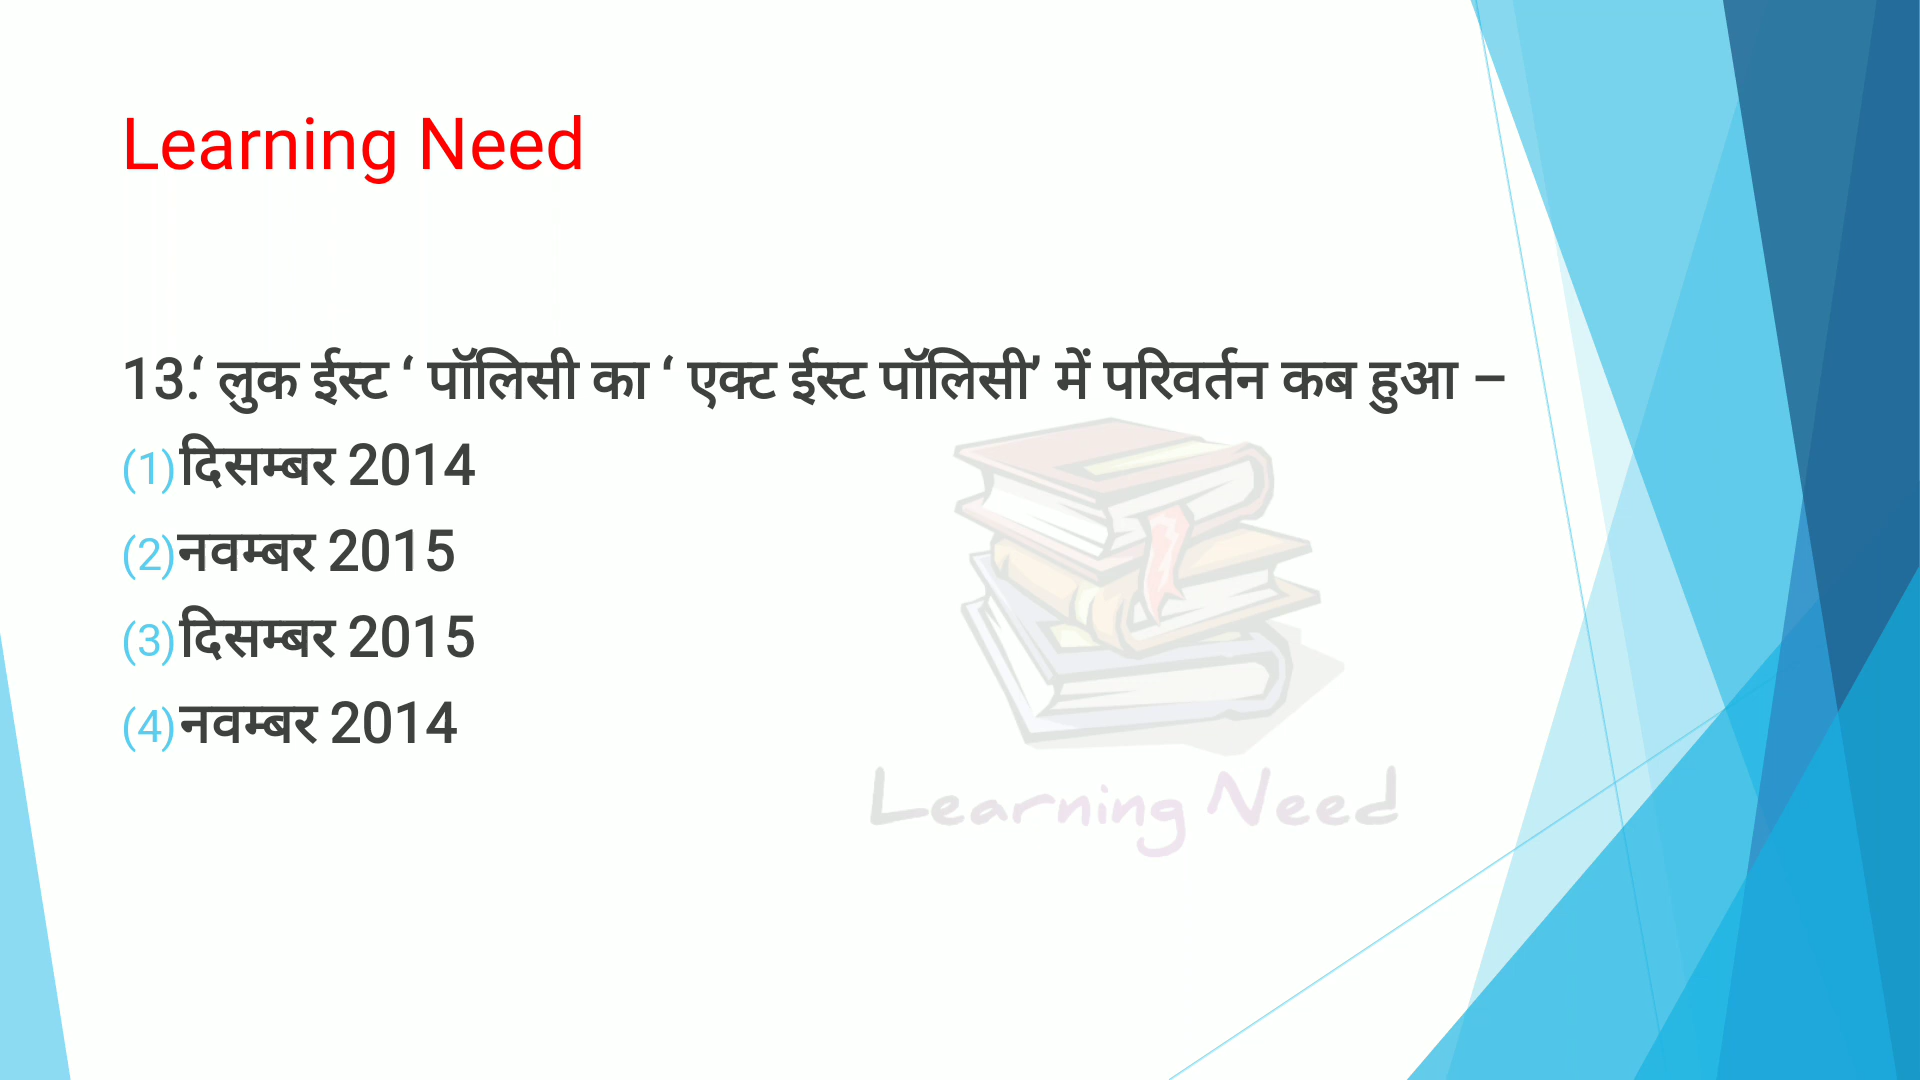 Learning Need
13.‘ लुक ईस्ट ‘ पॉलिसी का ‘ एक्ट ईस्ट पॉलिसी’ में परिवर्तन कब हुआ –
(1)दिसम्बर 2014
(2)नवम्बर 2015
(3)दिसम्बर 2015
(4)नवम्बर 2014
Learning Need